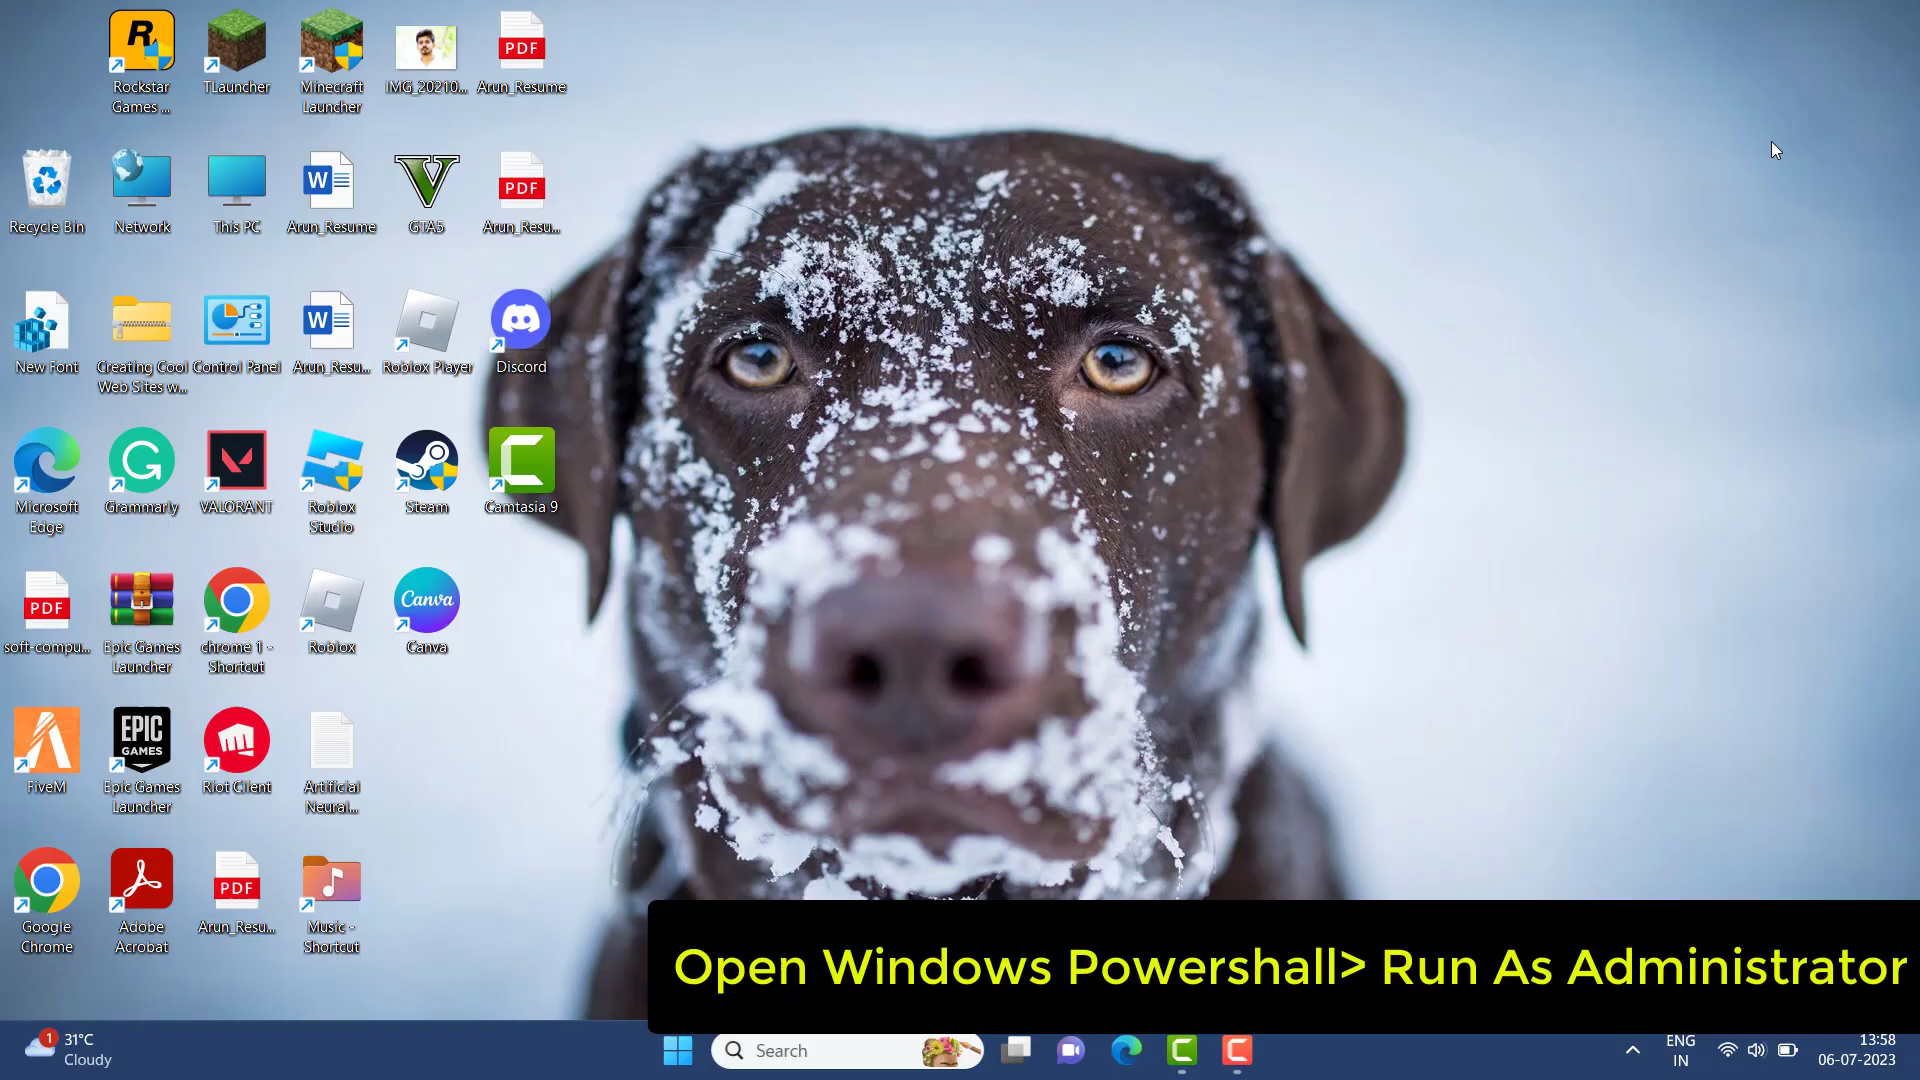 R
Rockstar
Games ...
TLauncher
Minecraft
Launcher
IMG_20210...
PDF
Arun_Resume
Recycle Bin
Network
This PC
W
Arun_Resume
GTA5
PDF
Arun_Resu...
New Font
Creating Cool
Web Sites w...
Control Panel
W
Arun_Resu...
Roblox Player
Discord
Microsoft
Edge
Grammarly
VALORANT
Roblox
Studio
Steam
Camtasia 9
PDF
soft-compu...
Epic Games
Launcher
chrome 1 -
Shortcut
Roblox
Canva
Canva
FiveM
EPIC
GAMES
Epic Games
Launcher
Riot Client
Artificial
Neural...
Google
Chrome
Adobe
Acrobat
PDF
Arun_Resu...
Music -
Shortcut
Open Windows Powershall> Run As Administrator
1
31°C
Cloudy
Search
ENG
IN
13:58
06-07-2023